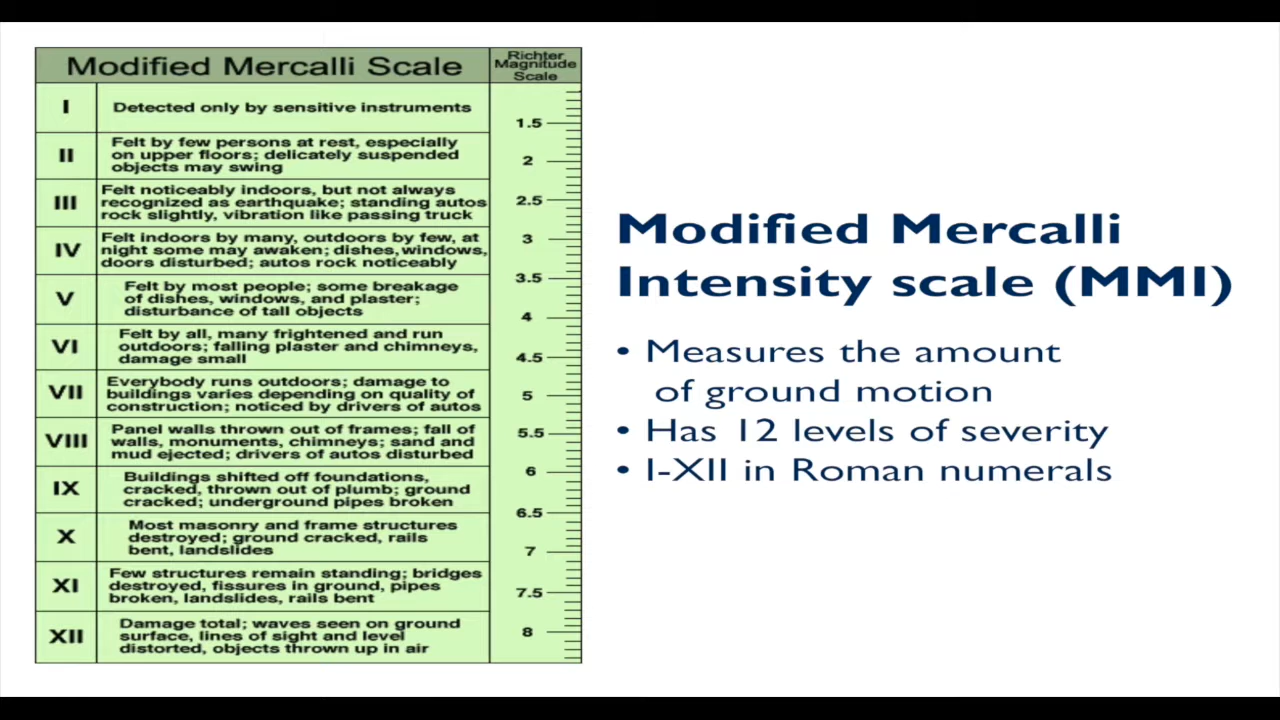 Modified Mercalli Scale
Richter
Magnitude
Scale
I
Detected only by sensitive instruments
II
Felt by few persons at rest, especially
on upper floors; delicately suspended
objects may swing
III
Felt noticeably indoors, but not always
recognized as earthquake; standing autos
rock slightly, vibration like passing truck
IV
Felt indoors by many, outdoors by few, at
night some may awaken; dishes, windows,
doors disturbed; autos rock noticeably
V
Felt by most people; some breakage
of dishes, windows, and plaster;
disturbance of tall objects
VI
Felt by all, many frightened and run
outdoors; falling plaster and chimneys,
damage small
VII
Everybody runs outdoors; damage to
buildings varies depending on quality of
construction; noticed by drivers of autos
VIII
Panel walls thrown out of frames; fall of
walls, monuments, chimneys; sand and
mud ejected; drivers of autos disturbed
IX
Buildings shifted off foundations,
cracked, thrown out of plumb; ground
cracked; underground pipes broken
X
Most masonry and frame structures
destroyed; ground cracked, rails
bent, landslides
XI
Few structures remain standing; bridges
destroyed, fissures in ground, pipes
broken, landslides, rails bent
XII
Damage total; waves seen on ground
surface, lines of sight and level
distorted, objects thrown up in air
1.5
2
2.5
3
3.5
4
4.5
5
5.5
6
6.5
7
7.5
8
Modified Mercalli
Intensity scale (MMI)
• Measures the amount
of ground motion
• Has 12 levels of severity
• I-XII in Roman numerals